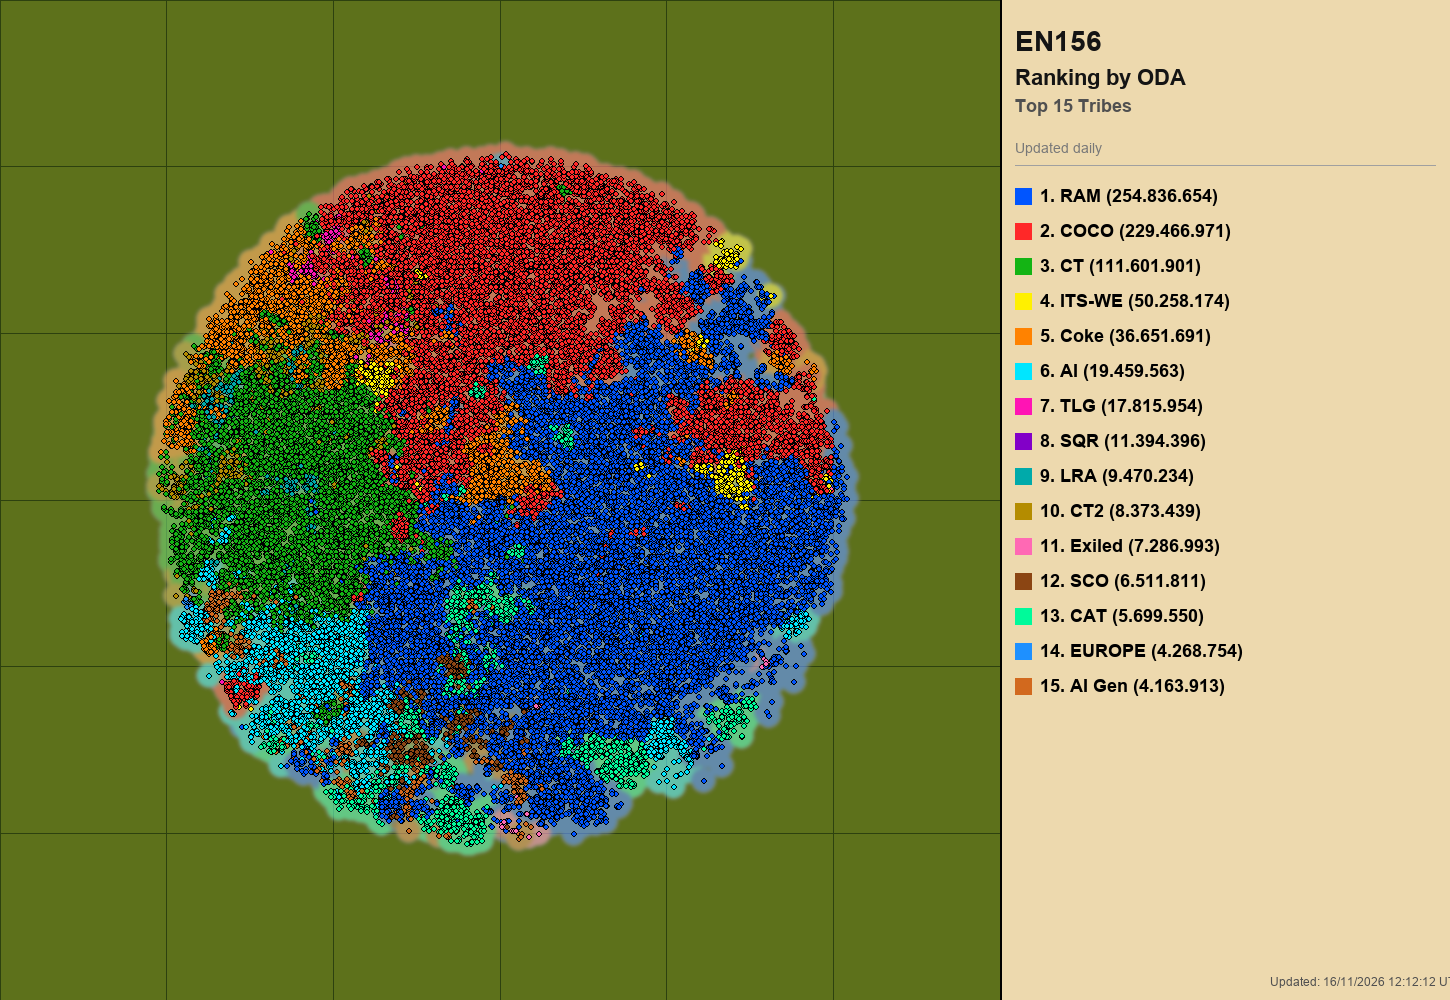 EN156
Ranking by ODA
Top 15 Tribes
Updated daily
1. RAM (254.836.654)
2. COCO (229.466.971)
3. CT (111.601.901)
4. ITS-WE (50.258.174)
5. Coke (36.651.691)
6. AI (19.459.563)
7. TLG (17.815.954)
8. SQR (11.394.396)
9. LRA (9.470.234)
10. CT2 (8.373.439)
11. Exiled (7.286.993)
12. SCO (6.511.811)
13. CAT (5.699.550)
14. EUROPE (4.268.754)
15. AI Gen (4.163.913)
Updated: 16/11/2026 12:12:12